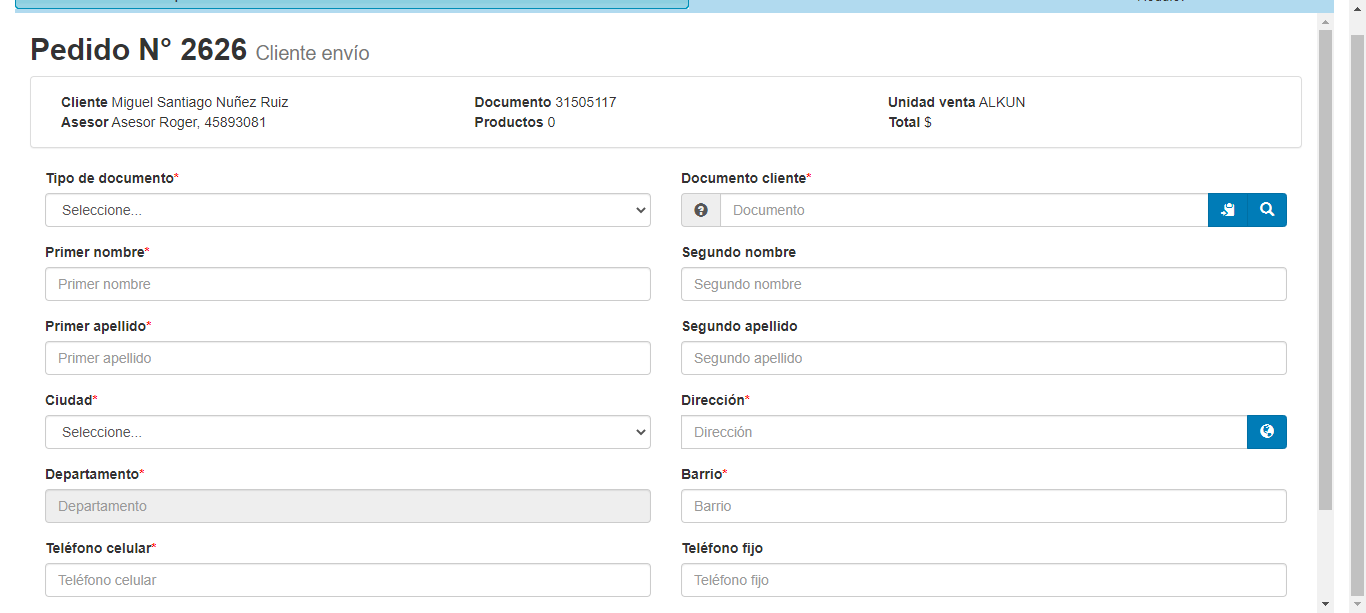 Pedido N° 2626 Cliente envío
Cliente Miguel Santiago Nuñez Ruiz Documento 31505117 Unidad venta ALKUN
Asesor Asesor Roger, 45893081 Productos 0 Total $
Tipo de documento* Documento cliente*
Seleccione... Documento
Primer nombre* Segundo nombre
Primer nombre Segundo nombre
Primer apellido* Segundo apellido
Primer apellido Segundo apellido
Ciudad* Dirección*
Seleccione... Dirección
Departamento* Barrio*
Departamento Barrio
Teléfono celular* Teléfono fijo
Teléfono celular Teléfono fijo